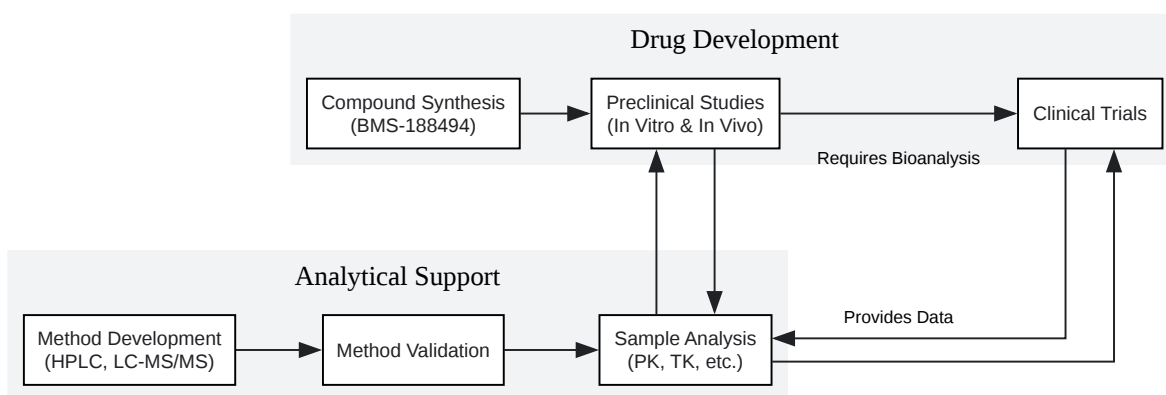 Drug Development
Compound Synthesis
(BMS-188494)
Preclinical Studies
(In Vitro & In Vivo)
Clinical Trials
Requires Bioanalysis
Analytical Support
Method Development
(HPLC, LC-MS/MS)
Method Validation
Sample Analysis
(PK, TK, etc.)
Provides Data